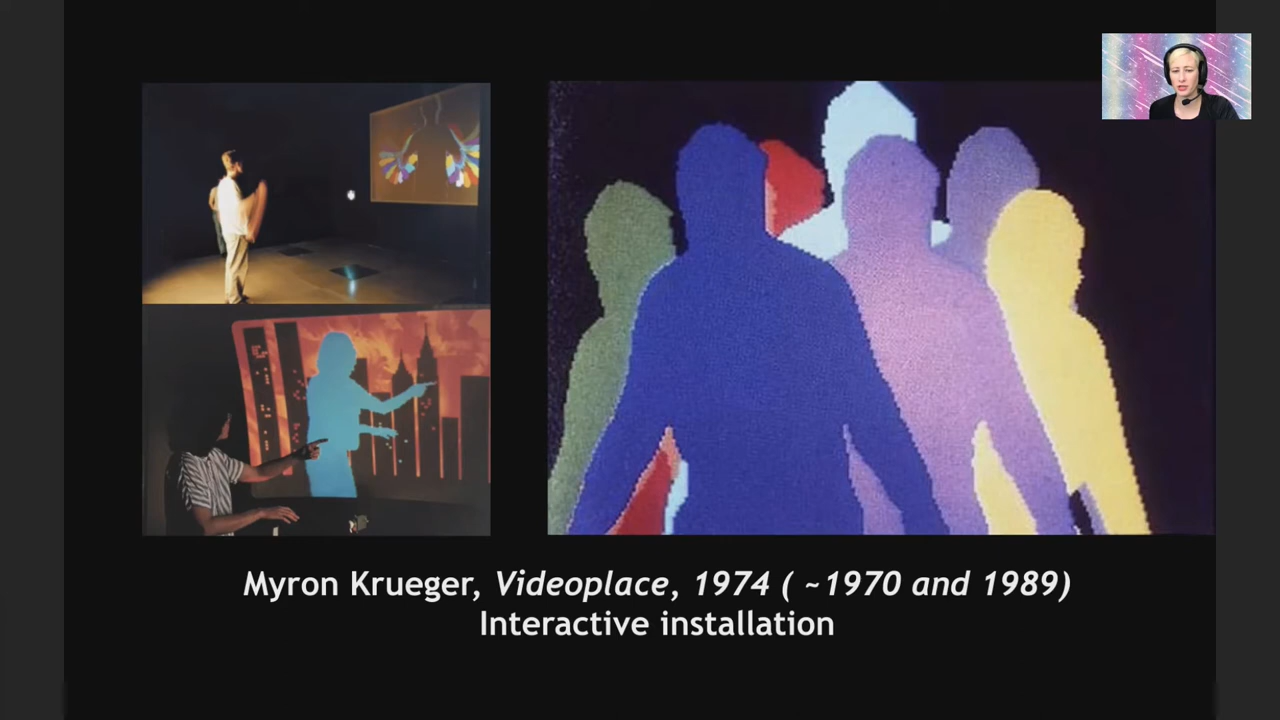 Myron Krueger, Videoplace, 1974 ( ~1970 and 1989)
Interactive installation